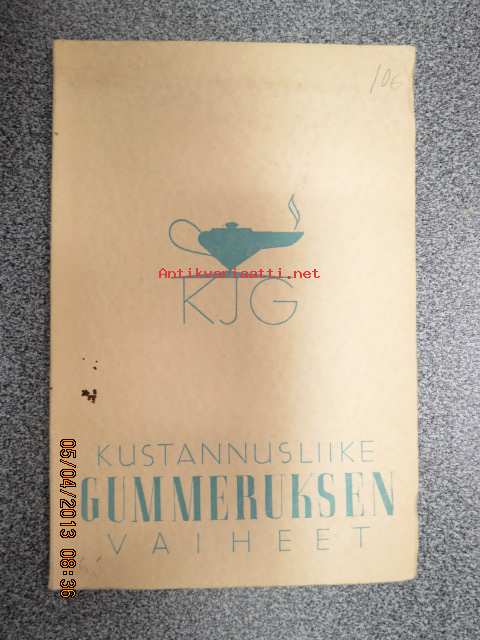 106
Antikvariaatti.net
KJG
KUSTANNUSLIIKE
GUMMERUKSEN
VAIHEET
05/04/2013 08:36